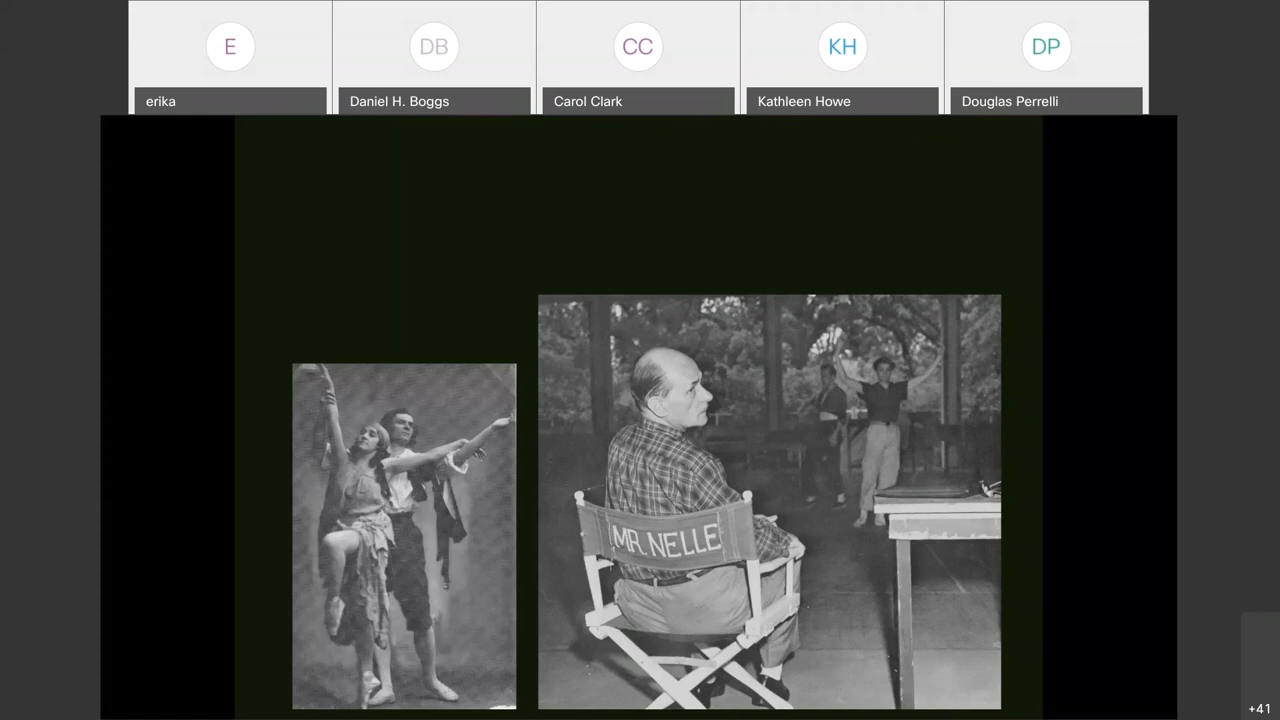 E
DB
CC
KH
DP
erika
Daniel H. Boggs
Carol Clark
Kathleen Howe
Douglas Perrelli
MR. NELLE
+41